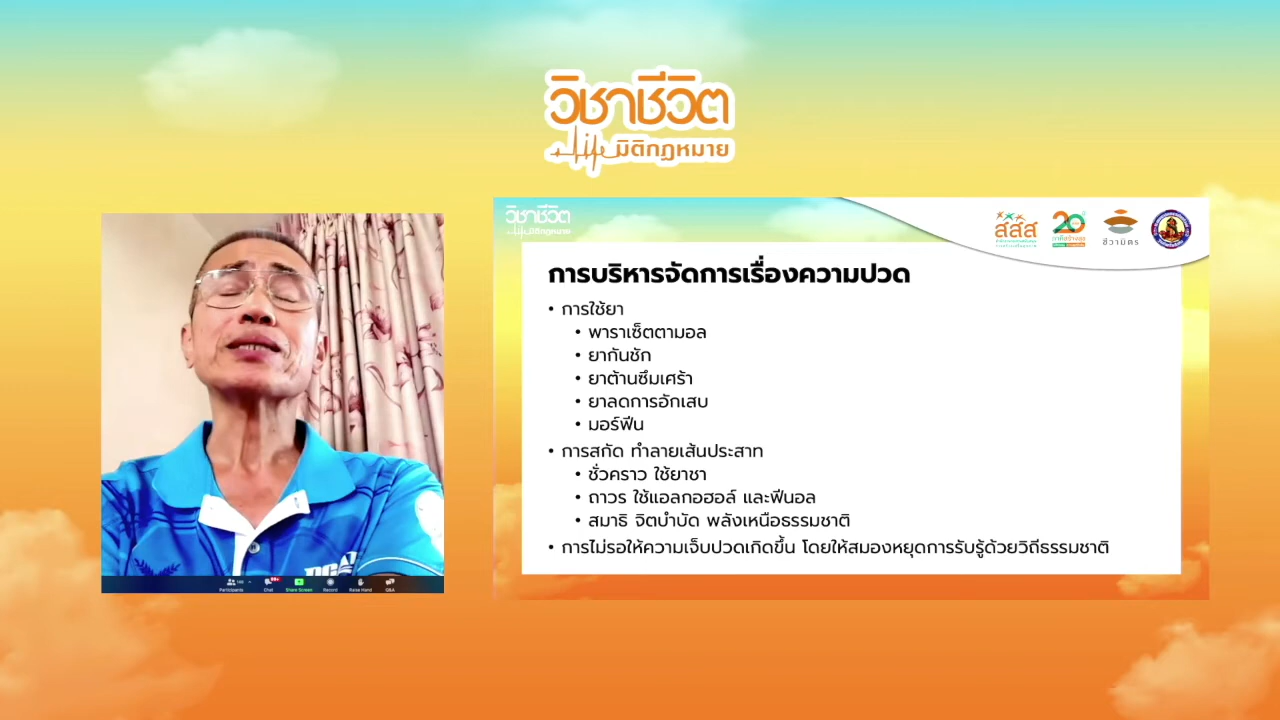 วิชาชีวิต
Life มิติกฎหมาย
วิชาชีวิต
Life มิติกฎหมาย
สสส
20
ชีวามิตร
การบริหารจัดการเรื่องความปวด
• การใช้ยา
• พาราเซ็ตตามอล
• ยากันชัก
• ยาต้านซึมเศร้า
• ยาลดการอักเสบ
• มอร์ฟีน
• การสกัด ทำลายเส้นประสาท
• ชั่วคราว ใช้ยาชา
• ถาวร ใช้แอลกอฮอล์ และฟีนอล
• สมาธิ จิตบำบัด พลังเหนือธรรมชาติ
• การไม่รอให้ความเจ็บปวดเกิดขึ้น โดยให้สมองหยุดการรับรู้ด้วยวิถีธรรมชาติ
Participants Chat Share Screen Record Raise Hand Q&A